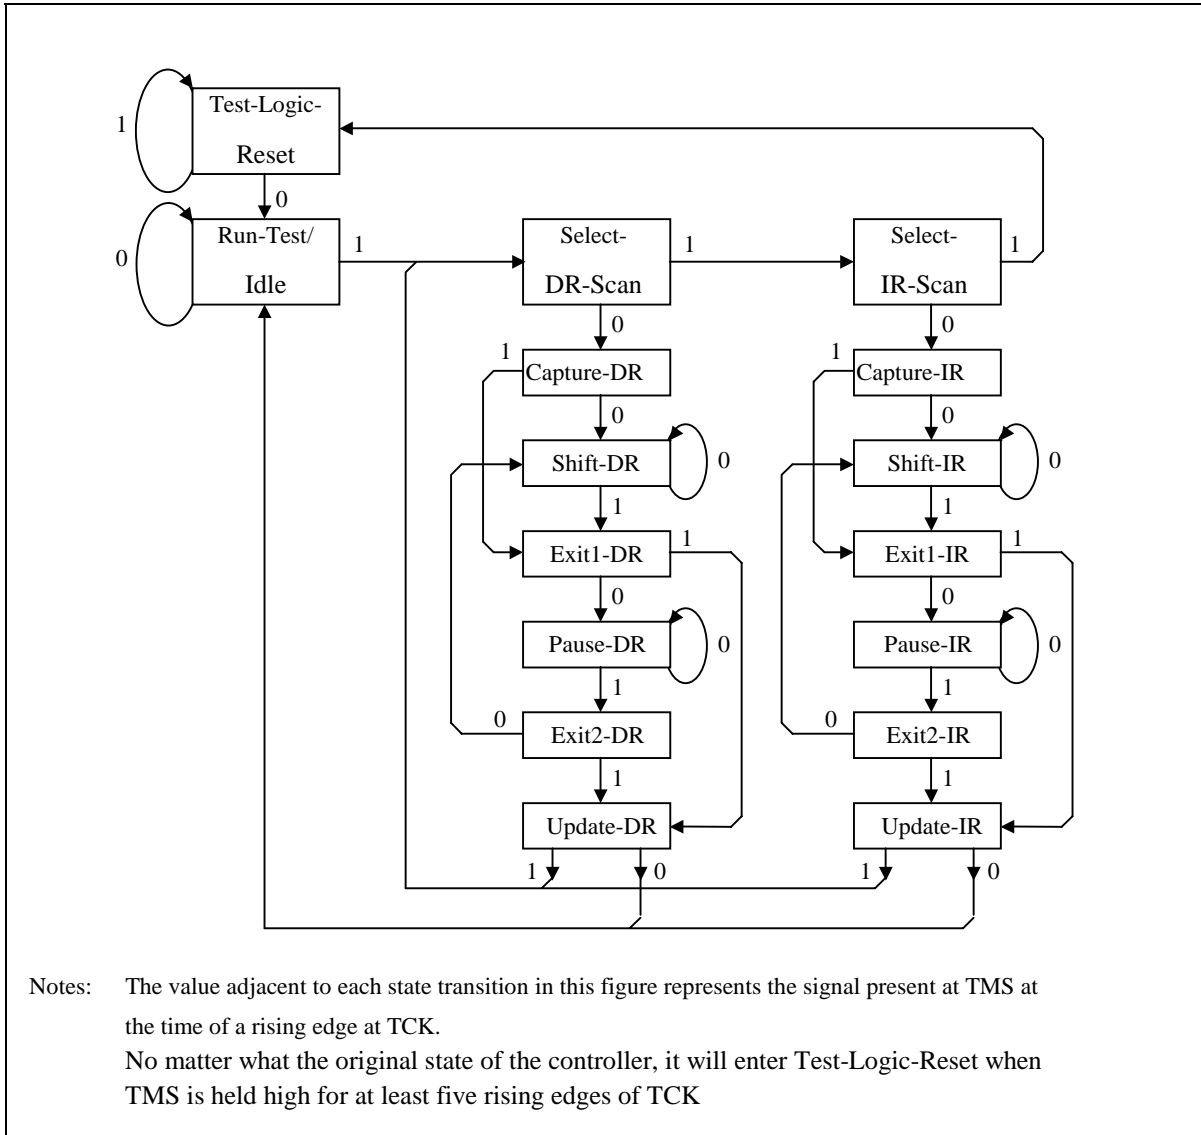 Test-Logic-
1
Reset
0
Run-Test/
Select-
Select-
1
1
1
0
Idle
DR-Scan
IR-Scan
0
0
1
1
Capture-DR
Capture-IR
0
0
Shift-DR
0
Shift-IR
0
1
1
Exit1-DR
1
Exit1-IR
1
0
0
Pause-DR
0
Pause-IR
0
1
1
0
Exit2-DR
0
Exit2-IR
1
1
Update-DR
Update-IR
1
0
1
0
Notes: The value adjacent to each state transition in this figure represents the signal present at TMS at
the time of a rising edge at TCK.
No matter what the original state of the controller, it will enter Test-Logic-Reset when
TMS is held high for at least five rising edges of TCK